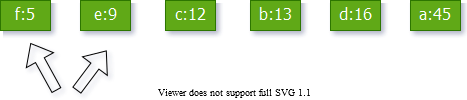 f:5 e:9 c:12 b:13 d:16 a:45
Viewer does not support full SVG 1.1